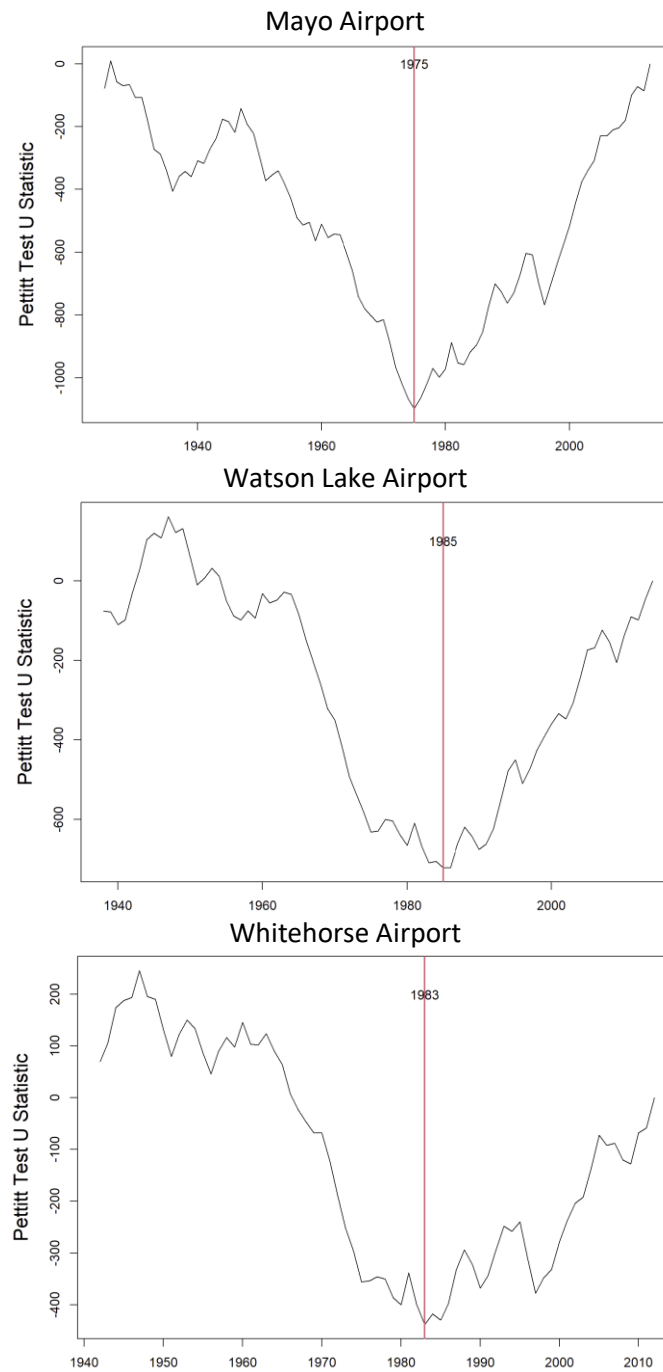 Mayo Airport
1975
Pettitt Test U Statistic
0
-200
-400
-600
-800
-1000
1940 1960 1980 2000
Watson Lake Airport
1985
Pettitt Test U Statistic
0
-200
-400
-600
1940 1960 1980 2000
Whitehorse Airport
1983
Pettitt Test U Statistic
200
100
0
-100
-200
-300
-400
1940 1950 1960 1970 1980 1990 2000 2010